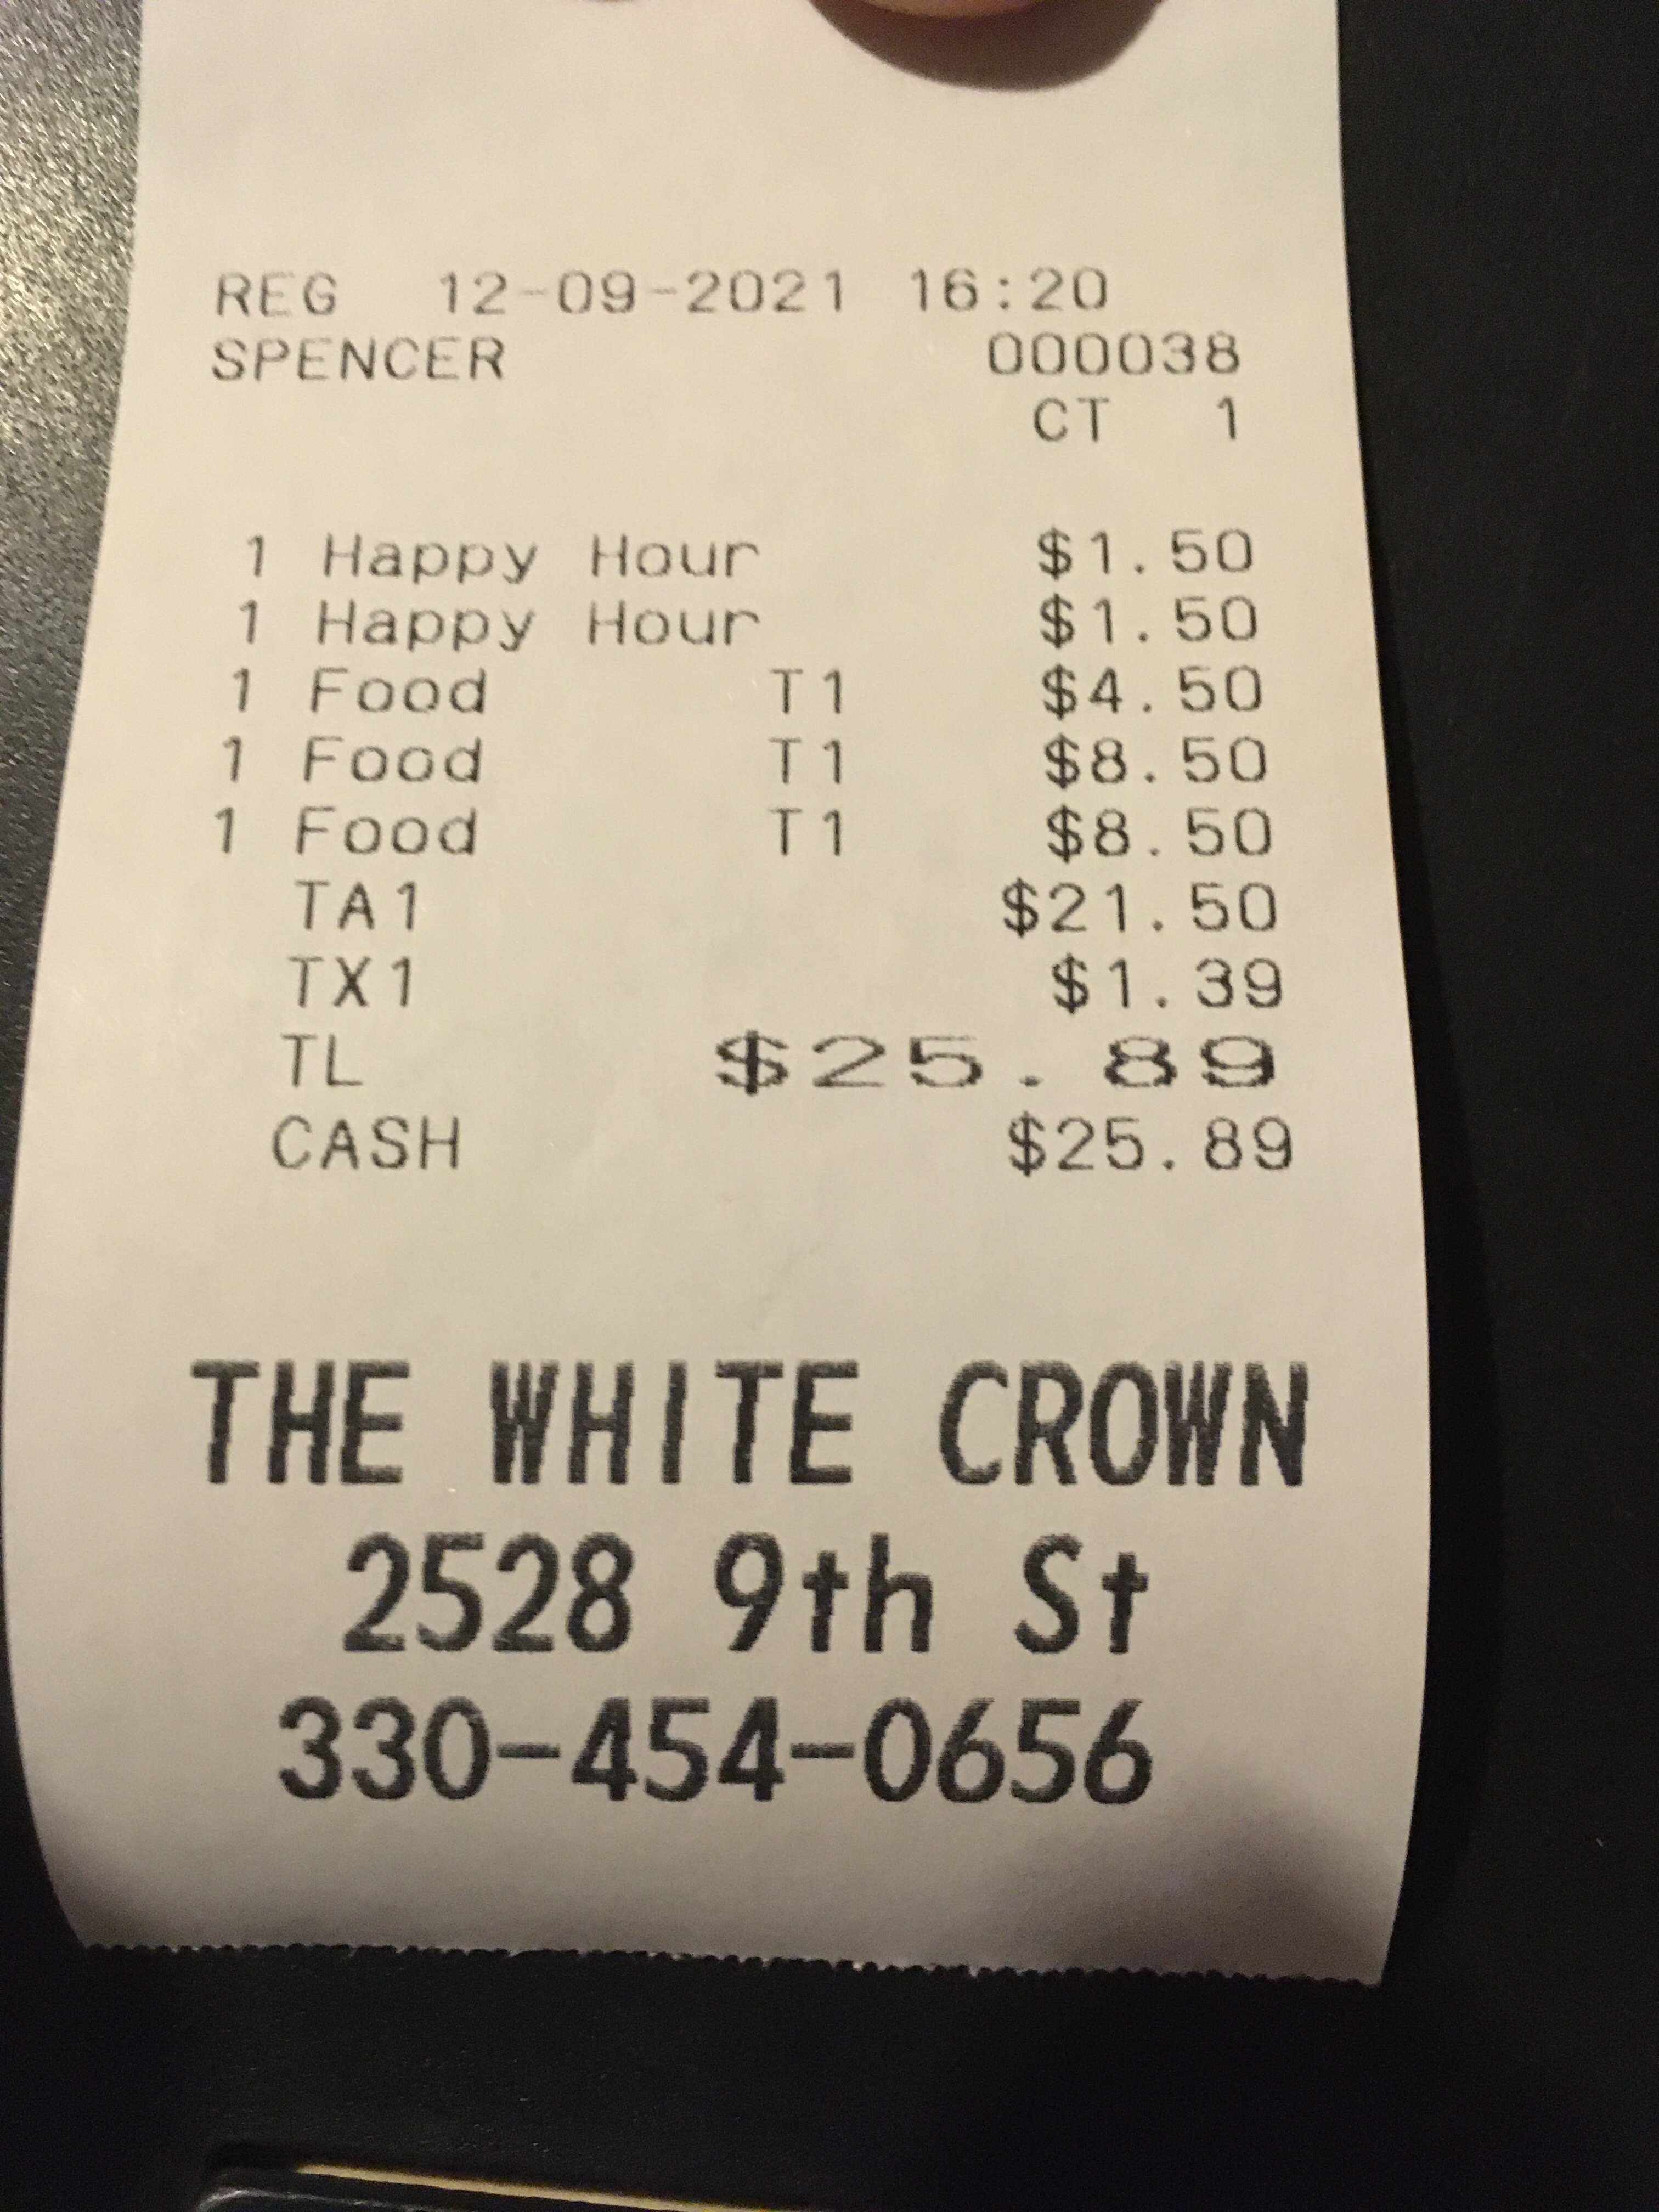 REG 12-09-2021 16:20
SPENCER 000038
CT 1
1 Happy Hour $1.50
1 Happy Hour $1.50
1 Food T1 $4.50
1 Food T1 $8.50
1 Food T1 $8.50
TA1 $21.50
TX1 $1.39
TL $25.89
CASH $25.89
THE WHITE CROWN
2528 9th St
330-454-0656